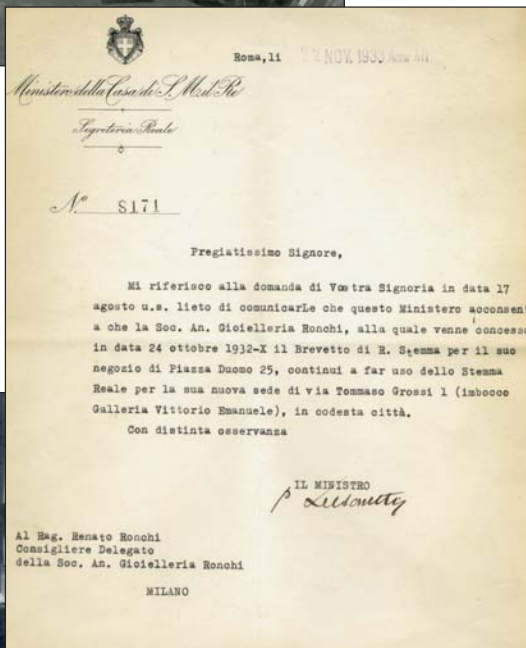 Roma, li 22 NOV. 1933 Anno XII
Ministero della Casa di S. M. il Re
Segreteria Reale
N° 8171
Pregiatissimo Signore,
Mi riferisco alla domanda di Vostra Signoria in data 17
agosto u.s. lieto di comunicarLe che questo Ministero acconsent
a che la Soc. An. Gioielleria Ronchi, alla quale venne concesso
in data 24 ottobre 1932-X il Brevetto di R. Stemma per il suo
negozio di Piazza Duomo 25, continui a far uso dello Stemma
Reale per la sua nuova sede di via Tommaso Grossi 1 (imbocco
Galleria Vittorio Emanuele), in codesta città.
Con distinta osservanza
IL MINISTRO
p
Al Rag. Renato Ronchi
Consigliere Delegato
della Soc. An. Gioielleria Ronchi
MILANO